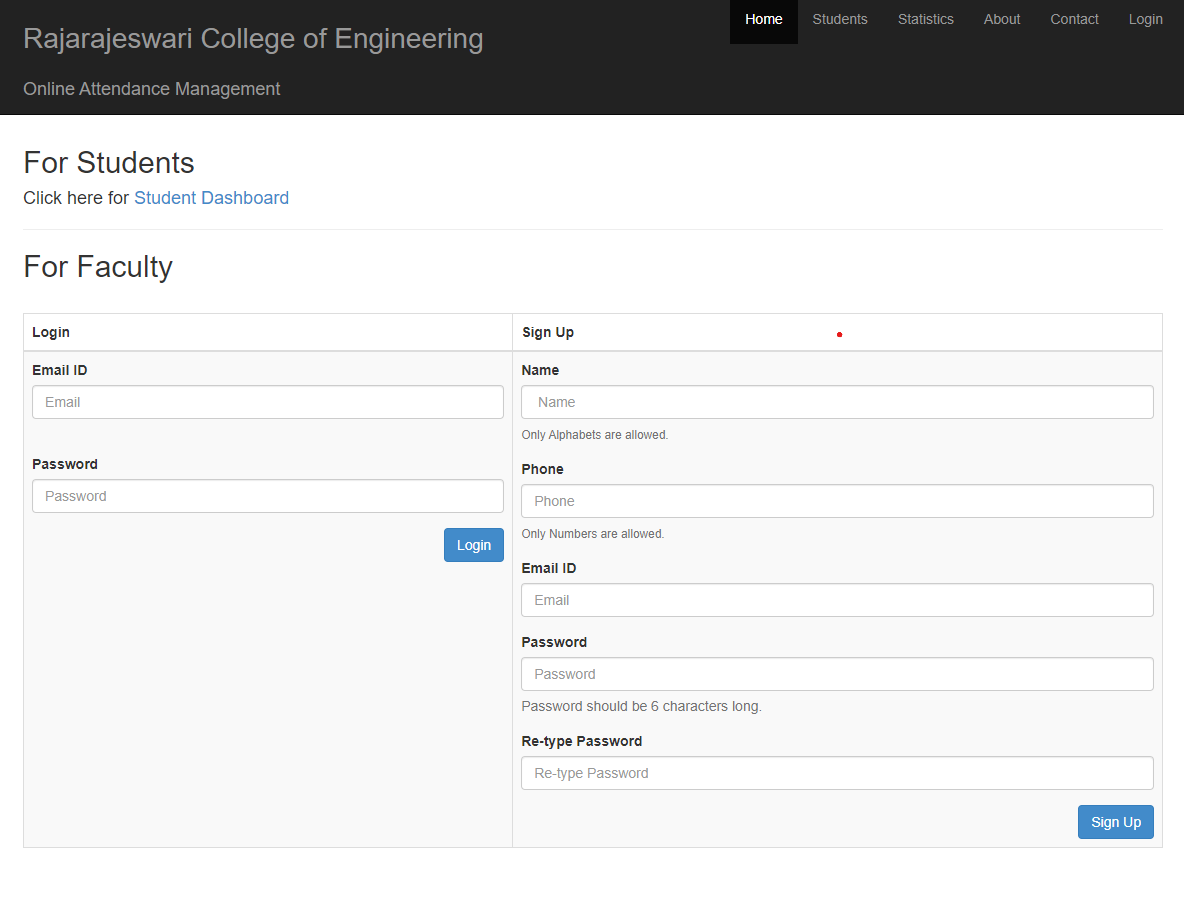 Rajarajeswari College of Engineering
Home Students Statistics About Contact Login
Online Attendance Management
For Students
Click here for Student Dashboard
For Faculty
Login
Email ID
Email
Password
Password
Login
Sign Up
Name
Name
Only Alphabets are allowed.
Phone
Phone
Only Numbers are allowed.
Email ID
Email
Password
Password
Password should be 6 characters long.
Re-type Password
Re-type Password
Sign Up